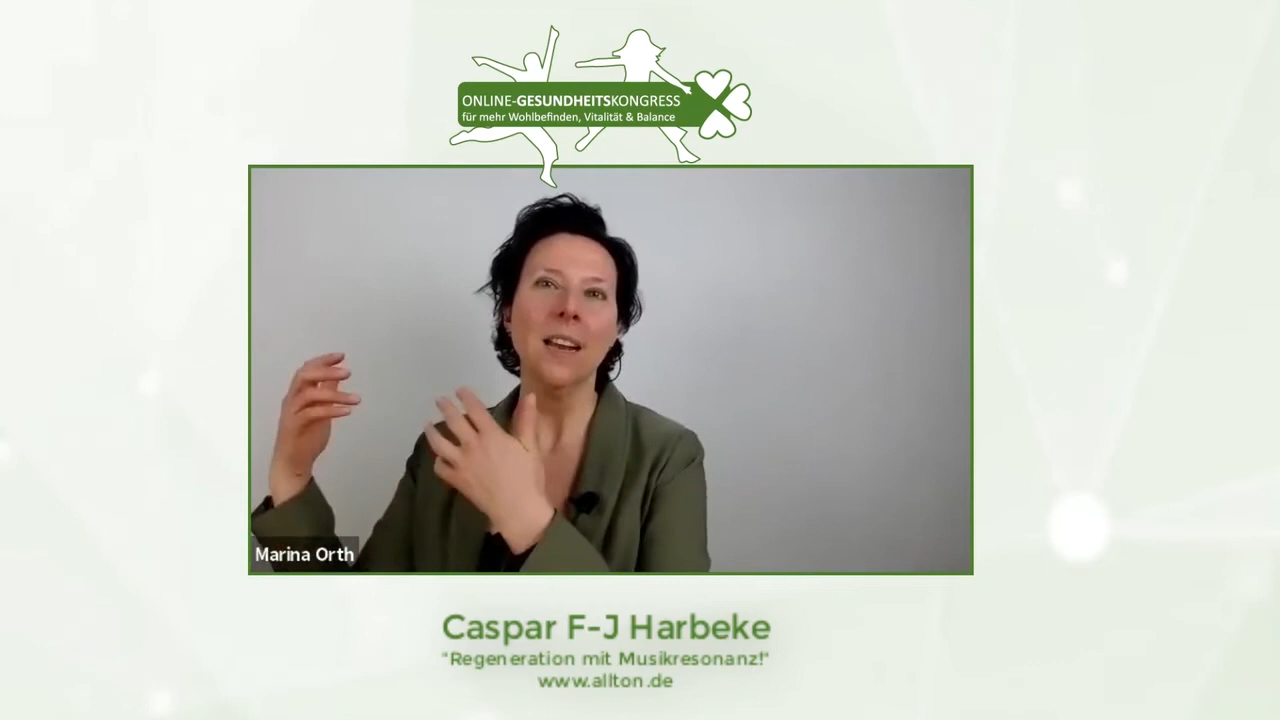 ONLINE-GESUNDHEITSKONGRESS
für mehr Wohlbefinden, Vitalität & Balance
Marina Orth
Caspar F-J Harbeke
"Regeneration mit Musikresonanz!"
www.allton.de